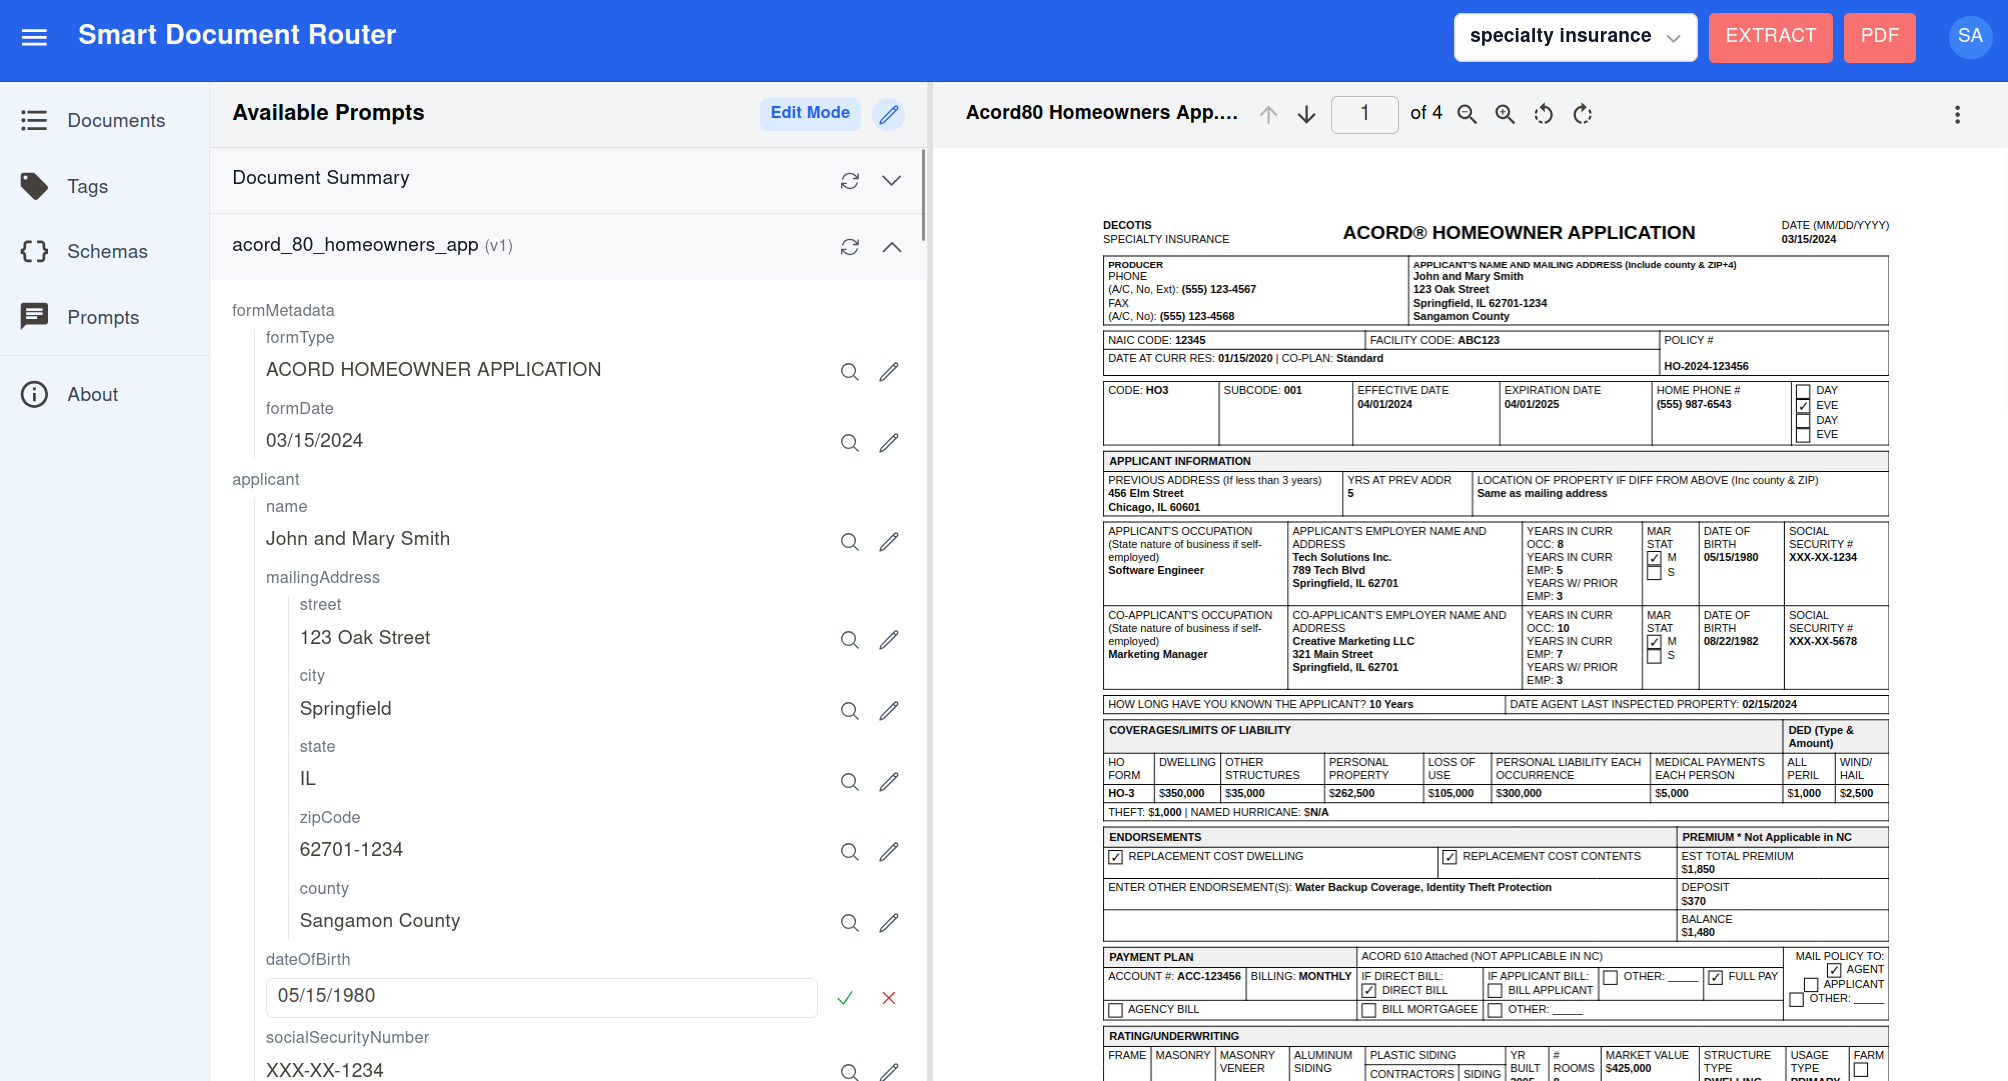 Smart Document Router
specialty insurance
EXTRACT
PDF
SA
Documents
Tags
Schemas
Prompts
About
Available Prompts
Edit Mode
Document Summary
acord_80_homeowners_app (v1)
formMetadata
formType
ACORD HOMEOWNER APPLICATION
formDate
03/15/2024
applicant
name
John and Mary Smith
mailingAddress
street
123 Oak Street
city
Springfield
state
IL
zipCode
62701-1234
county
Sangamon County
dateOfBirth
05/15/1980
socialSecurityNumber
XXX-XX-1234
Acord80 Homeowners App....
1 of 4
DECOTIS
SPECIALTY INSURANCE
ACORD® HOMEOWNER APPLICATION
DATE (MM/DD/YYYY)
03/15/2024
PRODUCER
PHONE
(A/C, No, Ext): (555) 123-4567
FAX
(A/C, No): (555) 123-4568
APPLICANT'S NAME AND MAILING ADDRESS (Include county & ZIP+4)
John and Mary Smith
123 Oak Street
Springfield, IL 62701-1234
Sangamon County
NAIC CODE: 12345
FACILITY CODE: ABC123
POLICY #
HO-2024-123456
DATE AT CURR RES: 01/15/2020 | CO-PLAN: Standard
CODE: HO3
SUBCODE: 001
EFFECTIVE DATE
04/01/2024
EXPIRATION DATE
04/01/2025
HOME PHONE #
(555) 987-6543
DAY
EVE
DAY
EVE
APPLICANT INFORMATION
PREVIOUS ADDRESS (If less than 3 years)
456 Elm Street
Chicago, IL 60601
YRS AT PREV ADDR
5
LOCATION OF PROPERTY IF DIFF FROM ABOVE (Inc county & ZIP)
Same as mailing address
APPLICANT'S OCCUPATION
(State nature of business if self-
employed)
Software Engineer
APPLICANT'S EMPLOYER NAME AND
ADDRESS
Tech Solutions Inc.
789 Tech Blvd
Springfield, IL 62701
YEARS IN CURR
OCC: 8
YEARS IN CURR
EMP: 5
YEARS W/ PRIOR
EMP: 3
MAR
STAT
M
S
DATE OF
BIRTH
05/15/1980
SOCIAL
SECURITY #
XXX-XX-1234
CO-APPLICANT'S OCCUPATION
(State nature of business if self-
employed)
Marketing Manager
CO-APPLICANT'S EMPLOYER NAME AND
ADDRESS
Creative Marketing LLC
321 Main Street
Springfield, IL 62701
YEARS IN CURR
OCC: 10
YEARS IN CURR
EMP: 7
YEARS W/ PRIOR
EMP: 3
MAR
STAT
M
S
DATE OF
BIRTH
08/22/1982
SOCIAL
SECURITY #
XXX-XX-5678
HOW LONG HAVE YOU KNOWN THE APPLICANT? 10 Years
DATE AGENT LAST INSPECTED PROPERTY: 02/15/2024
COVERAGES/LIMITS OF LIABILITY
DED (Type &
Amount)
HO
FORM
DWELLING
OTHER
STRUCTURES
PERSONAL
PROPERTY
LOSS OF
USE
PERSONAL LIABILITY EACH
OCCURRENCE
MEDICAL PAYMENTS
EACH PERSON
ALL
PERIL
WIND/
HAIL
HO-3 $350,000 $35,000 $262,500 $105,000 $300,000 $5,000 $1,000 $2,500
THEFT: $1,000 | NAMED HURRICANE: $N/A
ENDORSEMENTS
PREMIUM * Not Applicable in NC
REPLACEMENT COST DWELLING
REPLACEMENT COST CONTENTS
EST TOTAL PREMIUM
$1,850
ENTER OTHER ENDORSEMENT(S): Water Backup Coverage, Identity Theft Protection
DEPOSIT
$370
BALANCE
$1,480
PAYMENT PLAN
ACORD 610 Attached (NOT APPLICABLE IN NC)
MAIL POLICY TO:
AGENT
APPLICANT
OTHER: _____
ACCOUNT #: ACC-123456
BILLING: MONTHLY
IF DIRECT BILL:
DIRECT BILL
IF APPLICANT BILL:
BILL APPLICANT
OTHER: _____
FULL PAY
AGENCY BILL
BILL MORTGAGEE
OTHER: _____
RATING/UNDERWRITING
FRAME
MASONRY
MASONRY
VENEER
ALUMINUM
SIDING
PLASTIC SIDING
CONTRACTORS
SIDING
YR
BUILT
#
ROOMS
MARKET VALUE
$425,000
STRUCTURE
TYPE
USAGE
TYPE
FARM